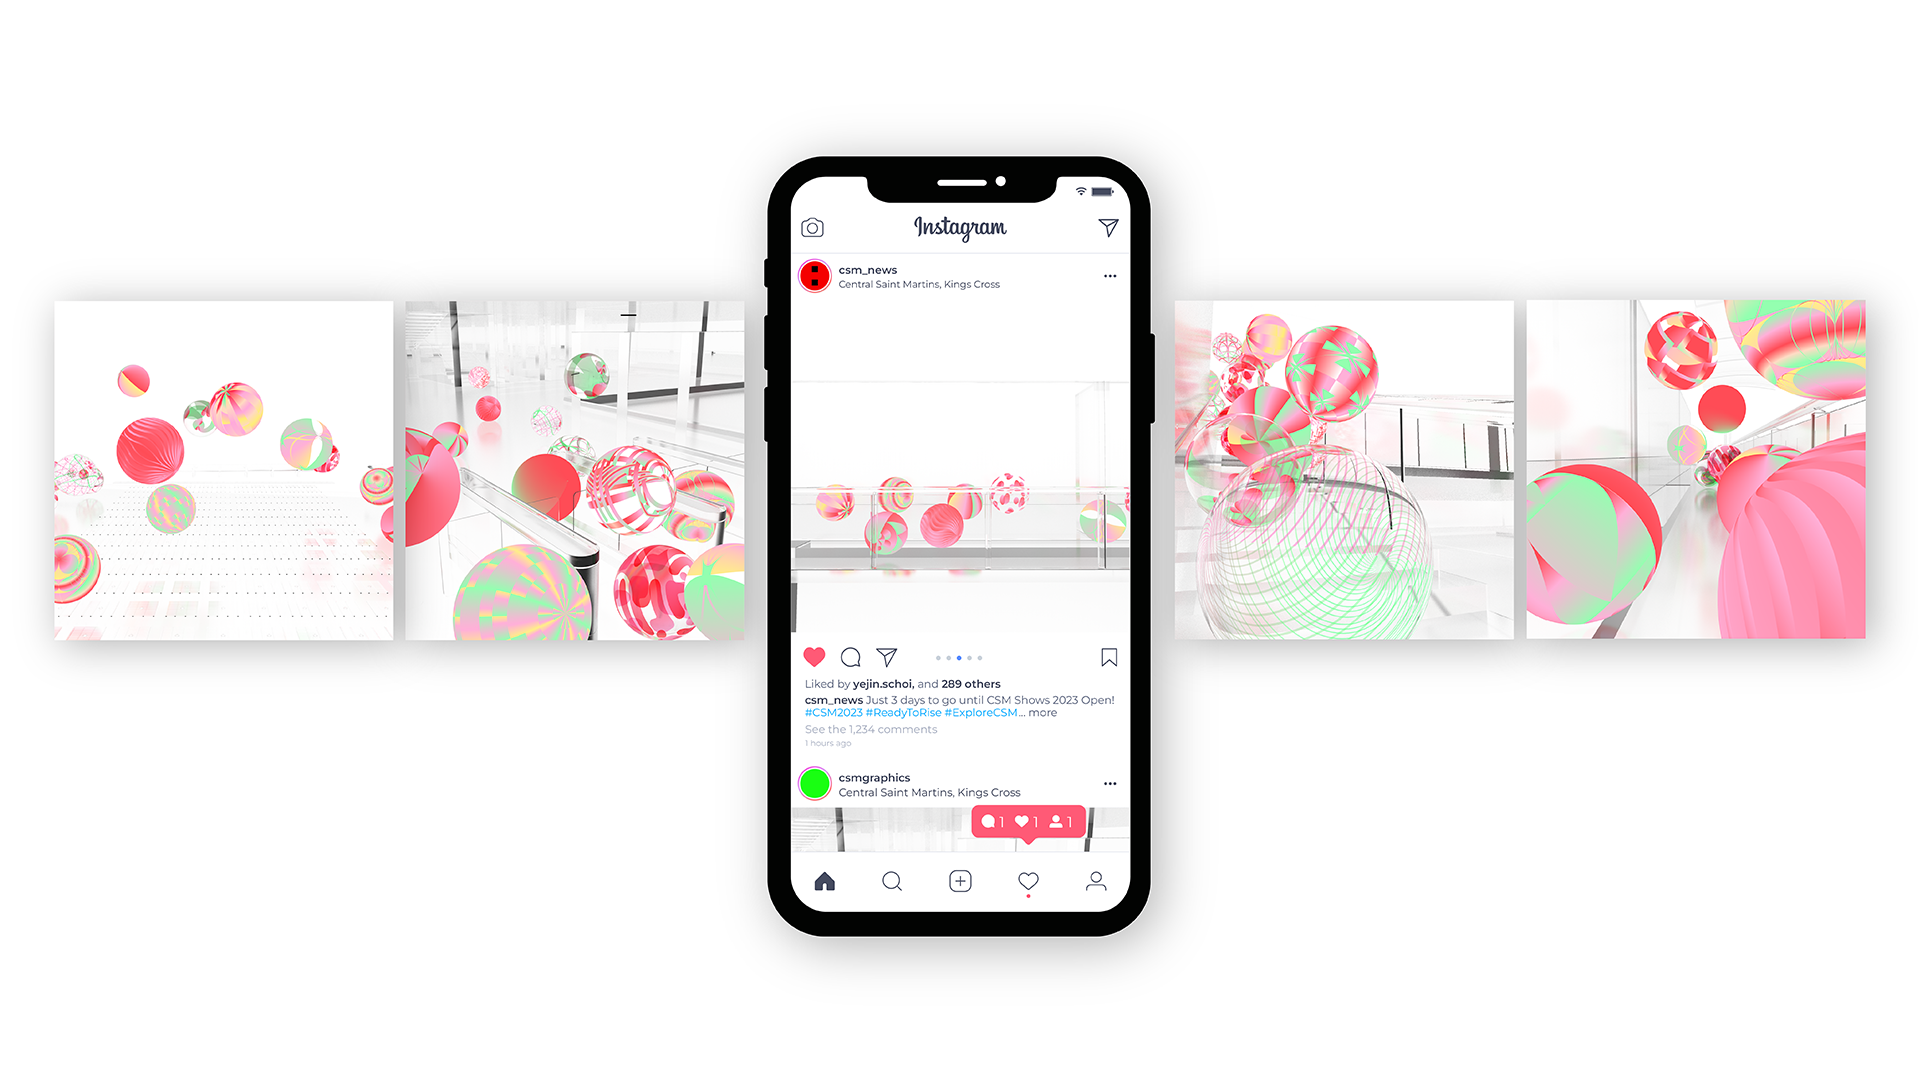 Instagram
csm_news
Central Saint Martins, Kings Cross
Liked by yejin.schoi, and 289 others
csm_news Just 3 days to go until CSM Shows 2023 Open!
#CSM2023 #ReadyToRise #ExploreCSM... more
See the 1,234 comments
1 hours ago
csmgraphics
Central Saint Martins, Kings Cross
1 1 1